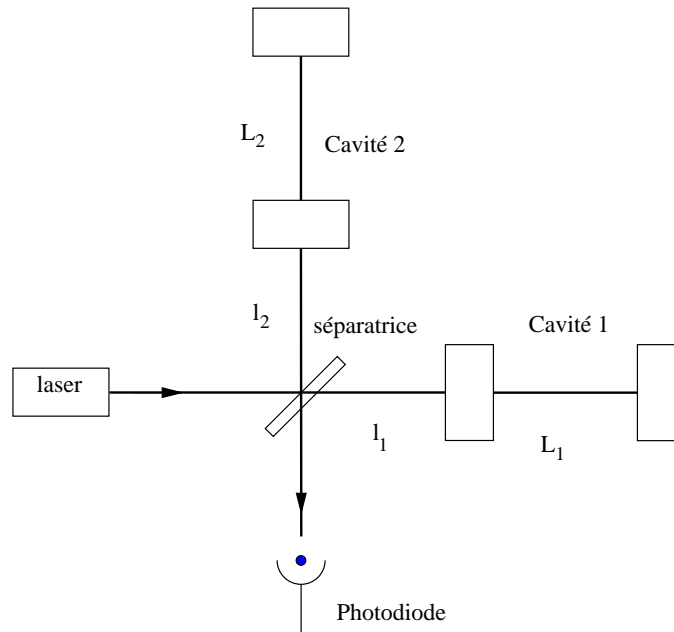 L2
Cavité 2
l2
séparatrice
Cavité 1
laser
l1
L1
Photodiode